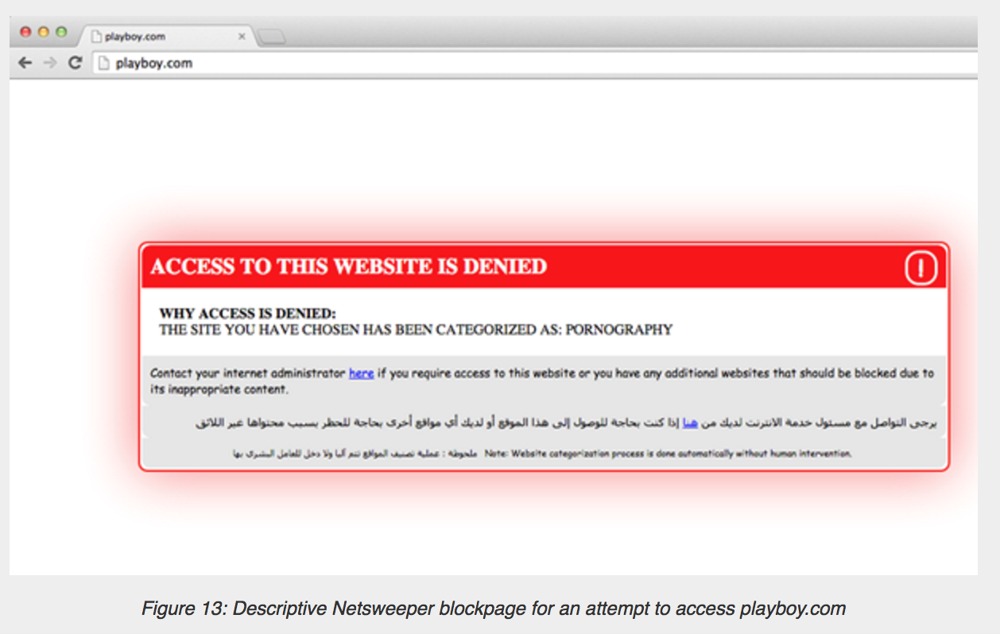 playboy.com
playboy.com
ACCESS TO THIS WEBSITE IS DENIED
WHY ACCESS IS DENIED:
THE SITE YOU HAVE CHOSEN HAS BEEN CATEGORIZED AS: PORNOGRAPHY
Contact your internet administrator here if you require access to this website or you have any additional websites that should be blocked due to
its inappropriate content.
يرجى التواصل مع مسئول خدمة الانترنت لديك من هنا إذا كنت بحاجة للوصول إلى هذا الموقع أو لديك أي مواقع أخرى بحاجة للحظر بسبب محتواها غير اللائق
ملحوظة : عملية تصنيف المواقع تتم آليا ولا دخل للعامل البشرى بها Note: Website categorization process is done automatically without human intervention.
Figure 13: Descriptive Netsweeper blockpage for an attempt to access playboy.com